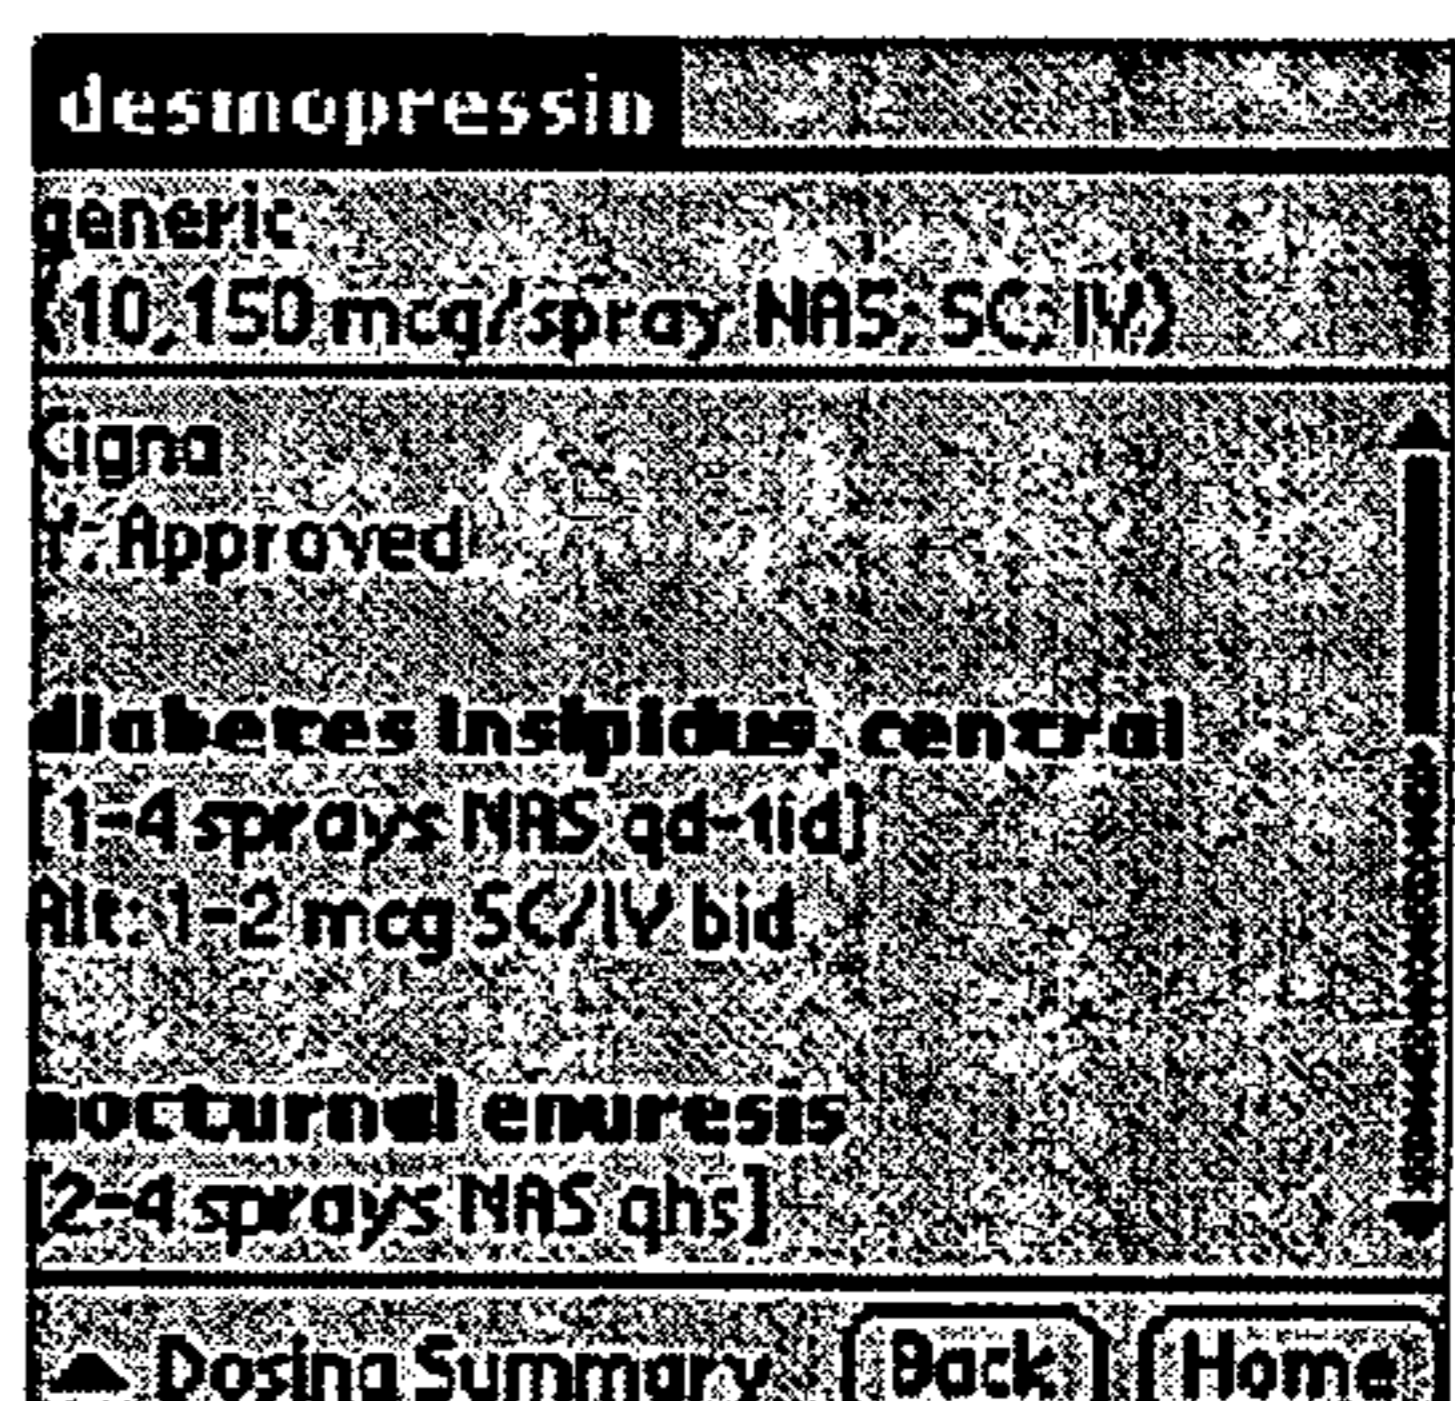 desmopressin
generic
(10,150 mcg/spray NAS; SC; IV)
Cigna
Y: Approved
diabetes insipidus, central
[1-4 sprays NAS qd-tid]
Alt: 1-2 mcg SC/IV bid
nocturnal enuresis
[2-4 sprays NAS qhs]
Dosing Summary Back Home